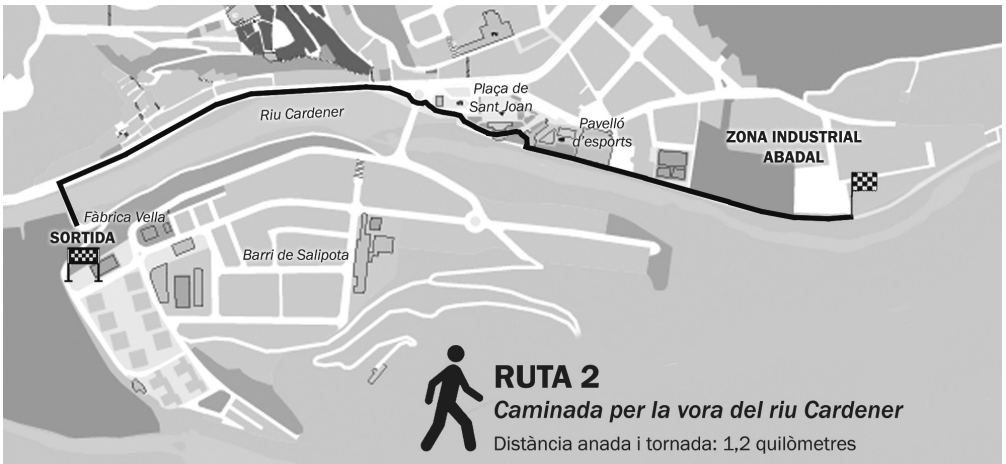 Plaça de
Sant Joan
Riu Cardener
Pavelló
d'esports
ZONA INDUSTRIAL
ABADAL
Fàbrica Vella
SORTIDA
Barri de Salipota
RUTA 2
Caminada per la vora del riu Cardener
Distància anada i tornada: 1,2 quilòmetres